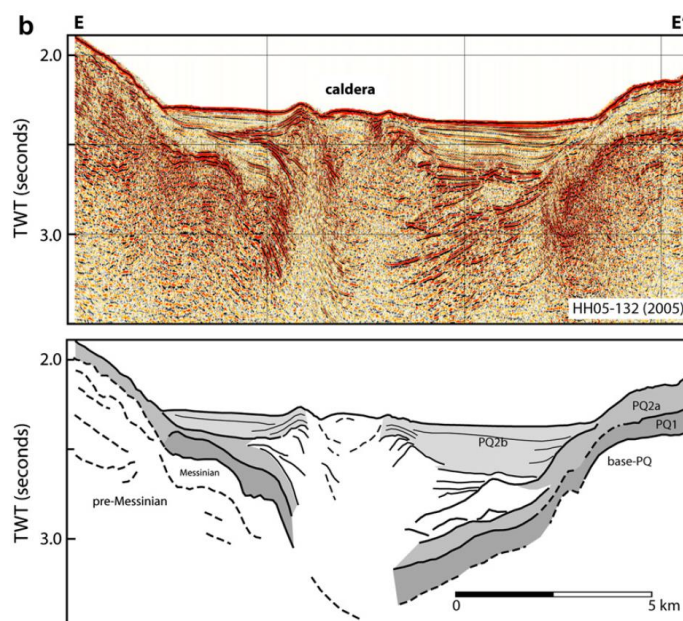 b
E
E'
2.0
caldera
TWT (seconds)
3.0
HH05-132 (2005)
2.0
PQ2a
PQ1
PQ2b
TWT (seconds)
Messinian
base-PQ
pre-Messinian
3.0
0
5 km